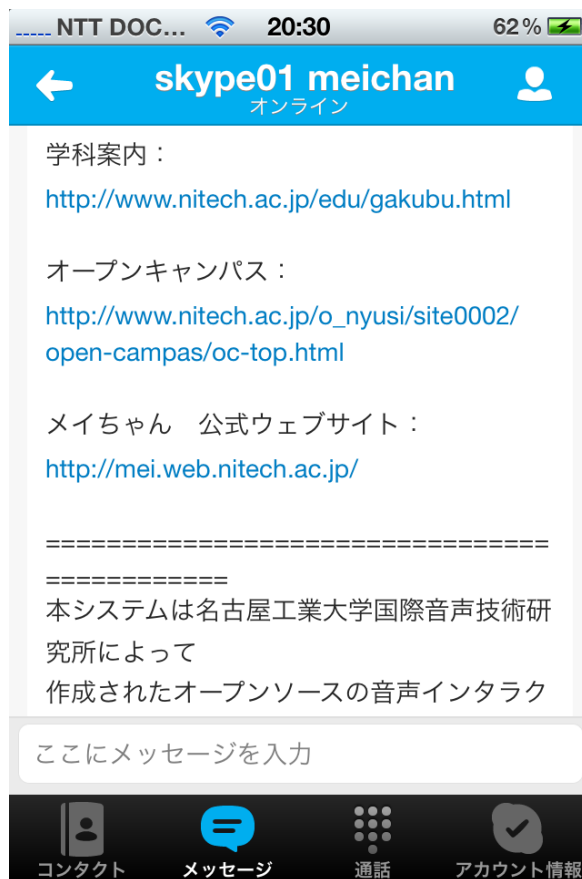 ..... NTT DOC... 20:30 62%
skype01 meichan
オンライン
学科案内：
http://www.nitech.ac.jp/edu/gakubu.html
オープンキャンパス：
http://www.nitech.ac.jp/o_nyusi/site0002/
open-campas/oc-top.html
メイちゃん　公式ウェブサイト：
http://mei.web.nitech.ac.jp/
=================================
============
本システムは名古屋工業大学国際音声技術研
究所によって
作成されたオープンソースの音声インタラク
ここにメッセージを入力
コンタクト メッセージ 通話 アカウント情報